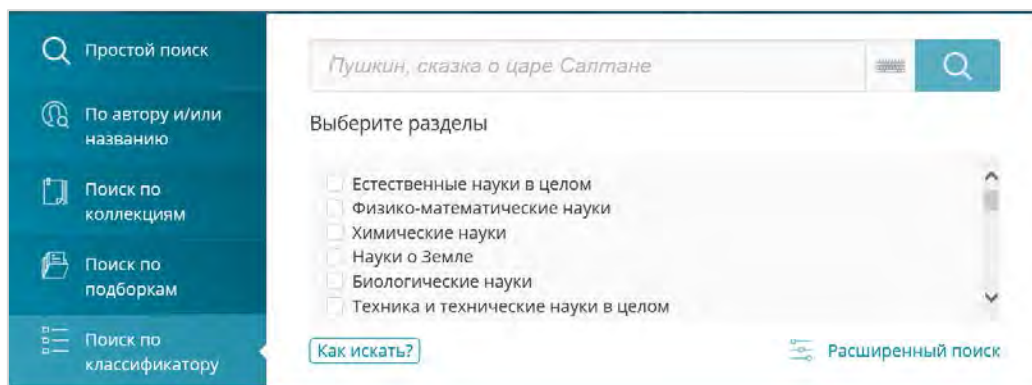 Простой поиск
По автору и/или
названию
Поиск по
коллекциям
Поиск по
подборкам
Поиск по
классификатору
Пушкин, сказка о царе Салтане
Выберите разделы
Естественные науки в целом
Физико-математические науки
Химические науки
Науки о Земле
Биологические науки
Техника и технические науки в целом
Как искать?
Расширенный поиск